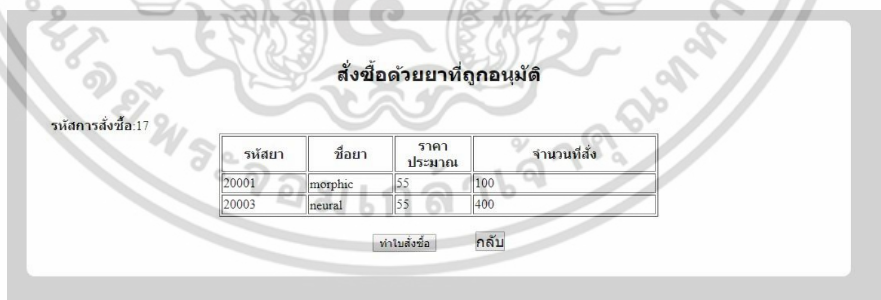 สั่งซื้อด้วยยาที่ถูกอนุมัติ
รหัสการสั่งซื้อ:17
รหัสยา ชื่อยา ราคาประมาณ จำนวนที่สั่ง
20001 morphic 55 100
20003 neural 55 400
ทำใบสั่งซื้อ กลับ